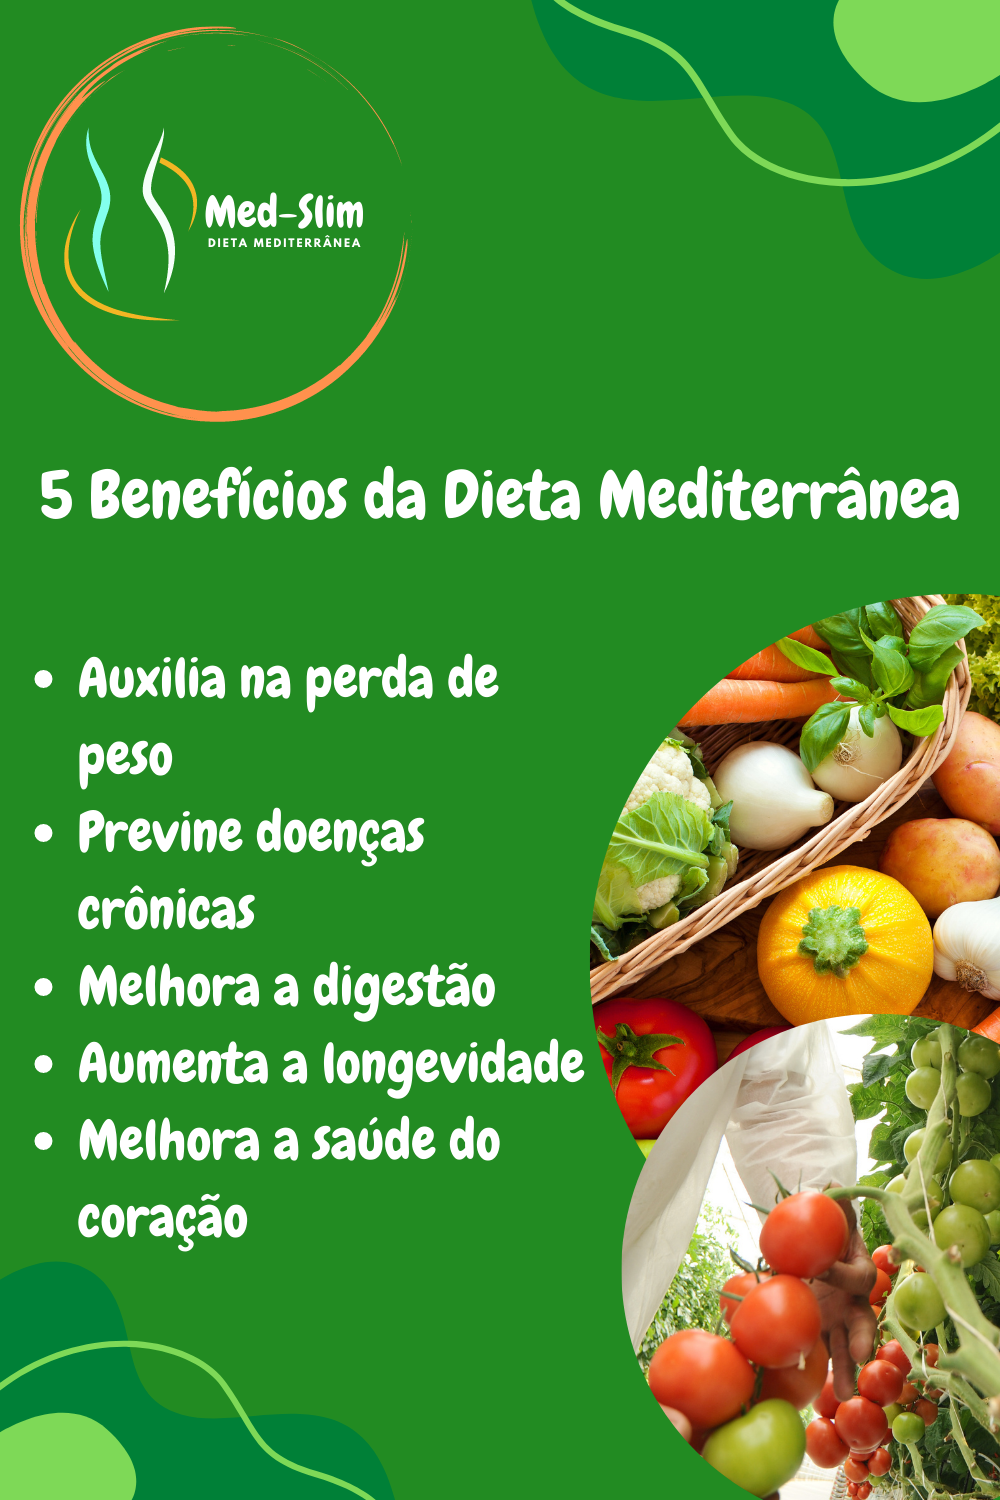 Med-Slim
DIETA MEDITERRÂNEA
5 Benefícios da Dieta Mediterrânea
• Auxilia na perda de
peso
• Previne doenças
crônicas
• Melhora a digestão
• Aumenta a longevidade
• Melhora a saúde do
coração